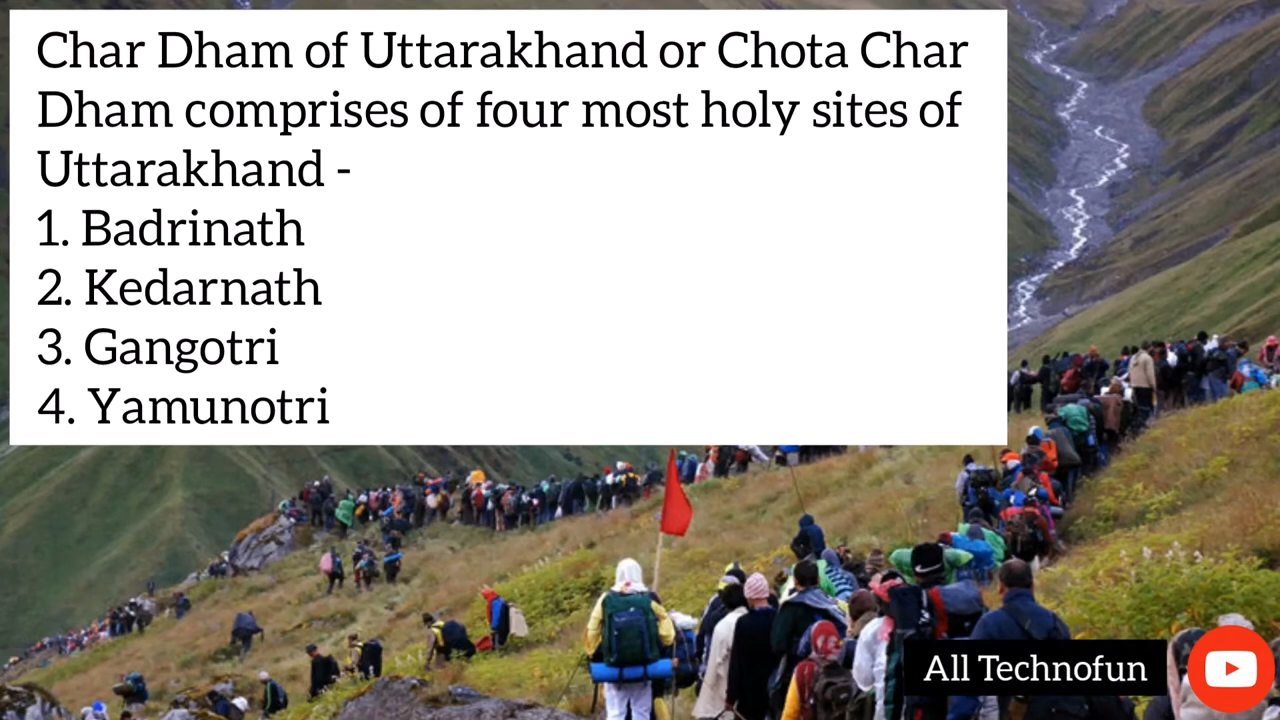 Char Dham of Uttarakhand or Chota Char
Dham comprises of four most holy sites of
Uttarakhand -
1. Badrinath
2. Kedarnath
3. Gangotri
4. Yamunotri
All Technofun